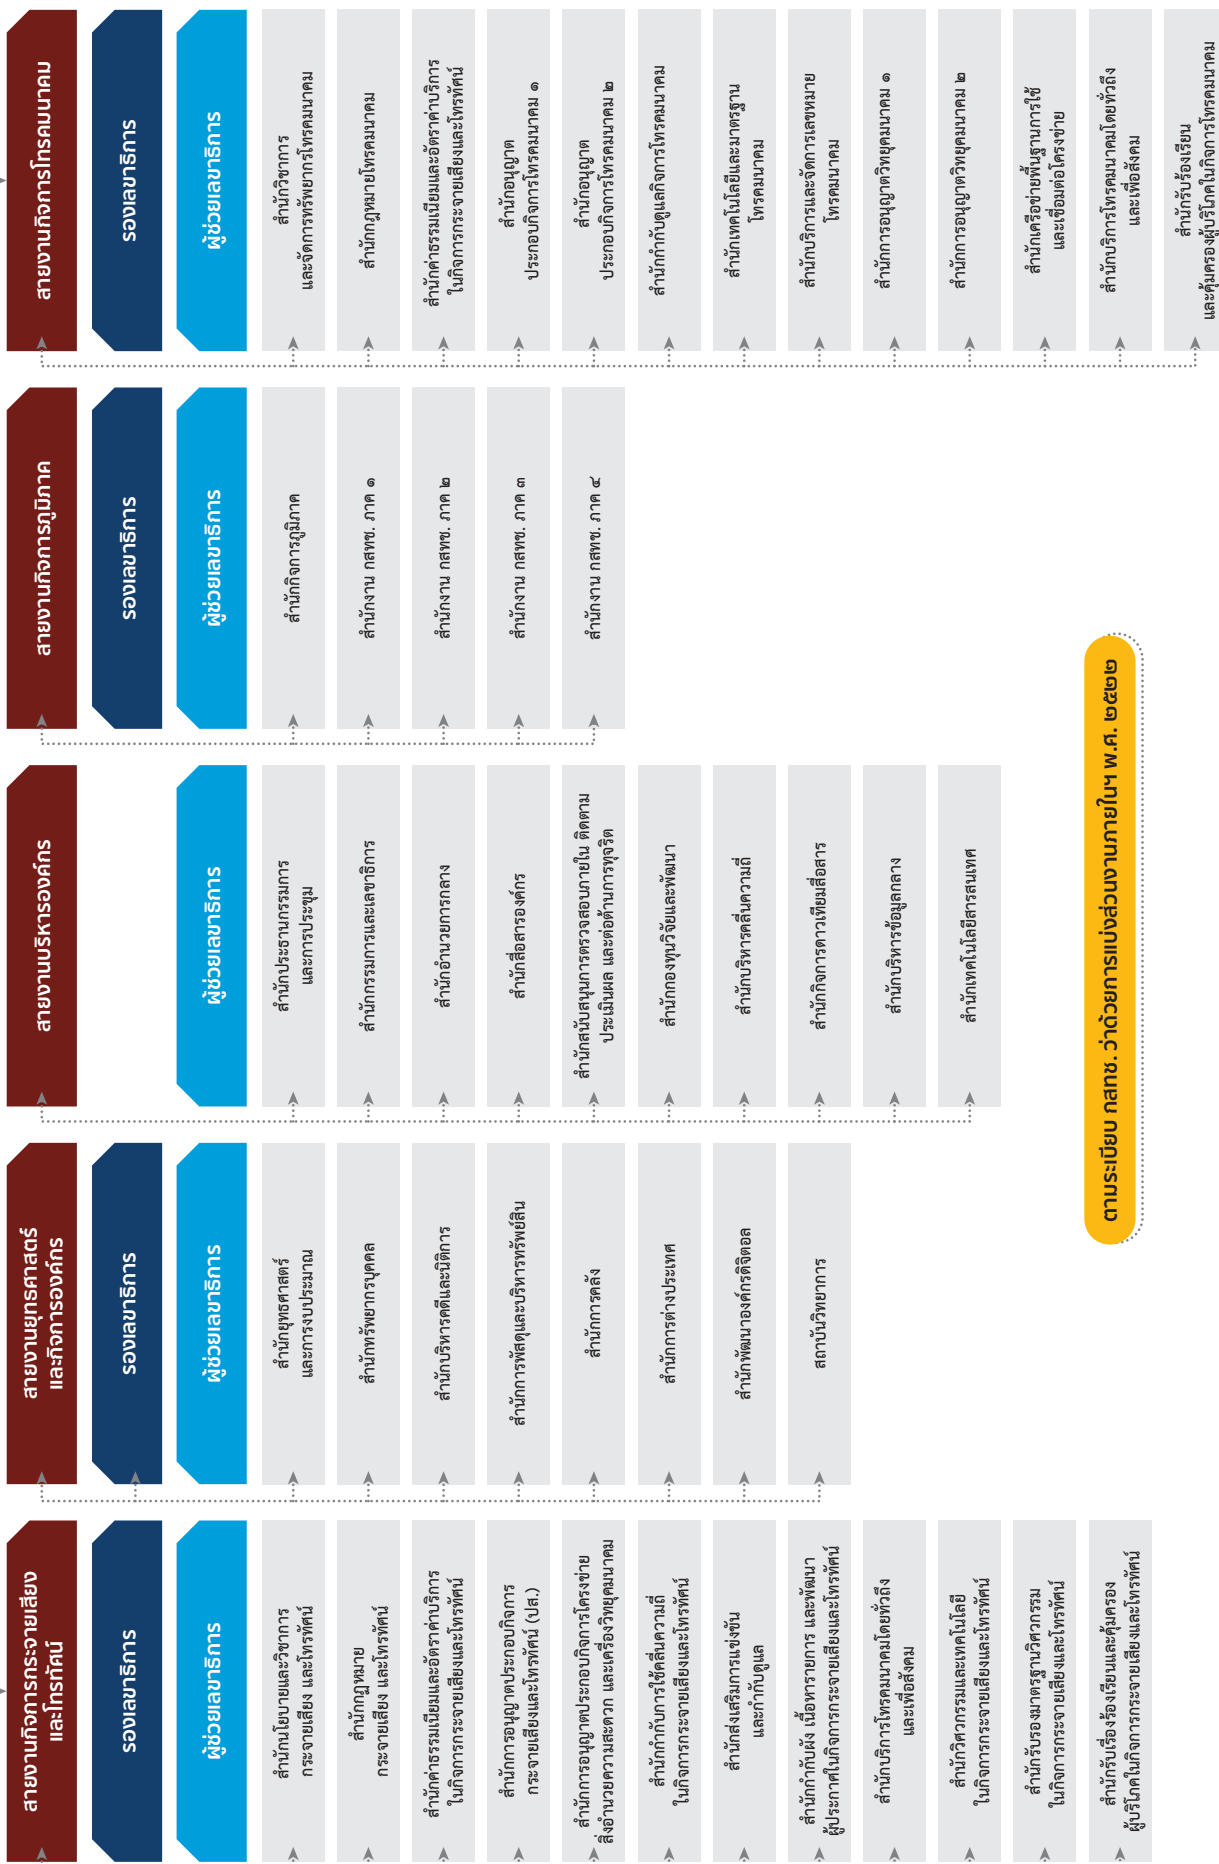 สายงานกิจการกระจายเสียง
และโทรทัศน์
รองเลขาธิการ
ผู้ช่วยเลขาธิการ
สำนักนโยบายและวิชาการ
กระจายเสียง และโทรทัศน์
สำนักกฎหมาย
กระจายเสียง และโทรทัศน์
สำนักค่าธรรมเนียมและอัตราค่าบริการ
ในกิจการกระจายเสียงและโทรทัศน์
สำนักการอนุญาตประกอบกิจการ
กระจายเสียงและโทรทัศน์ (ปส.)
สำนักการอนุญาตประกอบกิจการโครงข่าย
สิ่งอำนวยความสะดวก และเครื่องวิทยุคมนาคม
สำนักกำกับการใช้คลื่นความถี่
ในกิจการกระจายเสียงและโทรทัศน์
สำนักส่งเสริมการแข่งขัน
และกำกับดูแล
สำนักกำกับผัง เนื้อหารายการ และพัฒนา
ผู้ประกาศในกิจการกระจายเสียงและโทรทัศน์
สำนักบริการโทรคมนาคมโดยทั่วถึง
และเพื่อสังคม
สำนักวิศวกรรมและเทคโนโลยี
ในกิจการกระจายเสียงและโทรทัศน์
สำนักรับรองมาตรฐานวิศวกรรม
ในกิจการกระจายเสียงและโทรทัศน์
สำนักรับเรื่องร้องเรียนและคุ้มครอง
ผู้บริโภคในกิจการกระจายเสียงและโทรทัศน์
สายงานยุทธศาสตร์
และกิจการองค์กร
รองเลขาธิการ
ผู้ช่วยเลขาธิการ
สำนักยุทธศาสตร์
และการงบประมาณ
สำนักทรัพยากรบุคคล
สำนักบริหารคดีและนิติการ
สำนักการพัสดุและบริหารทรัพย์สิน
สำนักการคลัง
สำนักการต่างประเทศ
สำนักพัฒนาองค์กรดิจิตอล
สถาบันวิทยาการ
สายงานบริหารองค์กร
ผู้ช่วยเลขาธิการ
สำนักประธานกรรมการ
และการประชุม
สำนักกรรมการและเลขาธิการ
สำนักอำนวยการกลาง
สำนักสื่อสารองค์กร
สำนักสนับสนุนการตรวจสอบภายใน ติดตาม
ประเมินผล และต่อต้านการทุจริต
สำนักกองทุนวิจัยและพัฒนา
สำนักบริหารคลื่นความถี่
สำนักกิจการดาวเทียมสื่อสาร
สำนักบริหารข้อมูลกลาง
สำนักเทคโนโลยีสารสนเทศ
สายงานกิจการภูมิภาค
รองเลขาธิการ
ผู้ช่วยเลขาธิการ
สำนักกิจการภูมิภาค
สำนักงาน กสทช. ภาค ๑
สำนักงาน กสทช. ภาค ๒
สำนักงาน กสทช. ภาค ๓
สำนักงาน กสทช. ภาค ๔
สายงานกิจการโทรคมนาคม
รองเลขาธิการ
ผู้ช่วยเลขาธิการ
สำนักวิชาการ
และจัดการทรัพยากรโทรคมนาคม
สำนักกฎหมายโทรคมนาคม
สำนักค่าธรรมเนียมและอัตราค่าบริการ
ในกิจการกระจายเสียงและโทรทัศน์
สำนักอนุญาต
ประกอบกิจการโทรคมนาคม ๑
สำนักอนุญาต
ประกอบกิจการโทรคมนาคม ๒
สำนักกำกับดูแลกิจการโทรคมนาคม
สำนักเทคโนโลยีและมาตรฐาน
โทรคมนาคม
สำนักบริการและจัดการเลขหมาย
โทรคมนาคม
สำนักการอนุญาตวิทยุคมนาคม ๑
สำนักการอนุญาตวิทยุคมนาคม ๒
สำนักเครือข่ายพื้นฐานการใช้
และเชื่อมต่อโครงข่าย
สำนักบริการโทรคมนาคมโดยทั่วถึง
และเพื่อสังคม
สำนักรับร้องเรียน
และคุ้มครองผู้บริโภคในกิจการโทรคมนาคม
ตามระเบียบ กสทช. ว่าด้วยการแบ่งส่วนงานภายในฯ พ.ศ. ๒๕๒๒